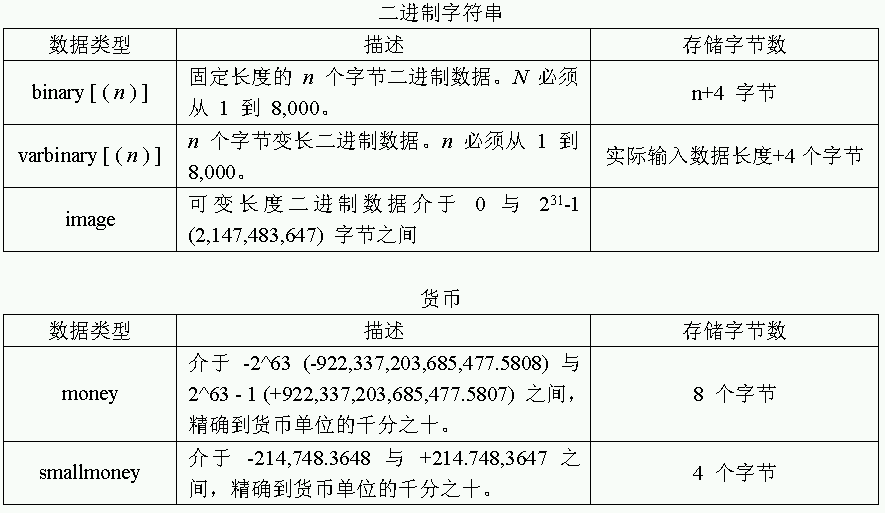 二进制字符串
数据类型 描述 存储字节数
binary [ ( n ) ] 固定长度的 n 个字节二进制数据。N 必须
从 1 到 8,000。 n+4 字节
varbinary [ ( n ) ] n 个字节变长二进制数据。n 必须从 1 到
8,000。 实际输入数据长度+4 个字节
image 可变长度二进制数据介于 0 与 2³¹-1
(2,147,483,647) 字节之间
货币
数据类型 描述 存储字节数
money 介于 -2^63 (-922,337,203,685,477.5808) 与
2^63 - 1 (+922,337,203,685,477.5807) 之间，
精确到货币单位的千分之十。 8 个字节
smallmoney 介于 -214,748.3648 与 +214.748,3647 之
间，精确到货币单位的千分之十。 4 个字节